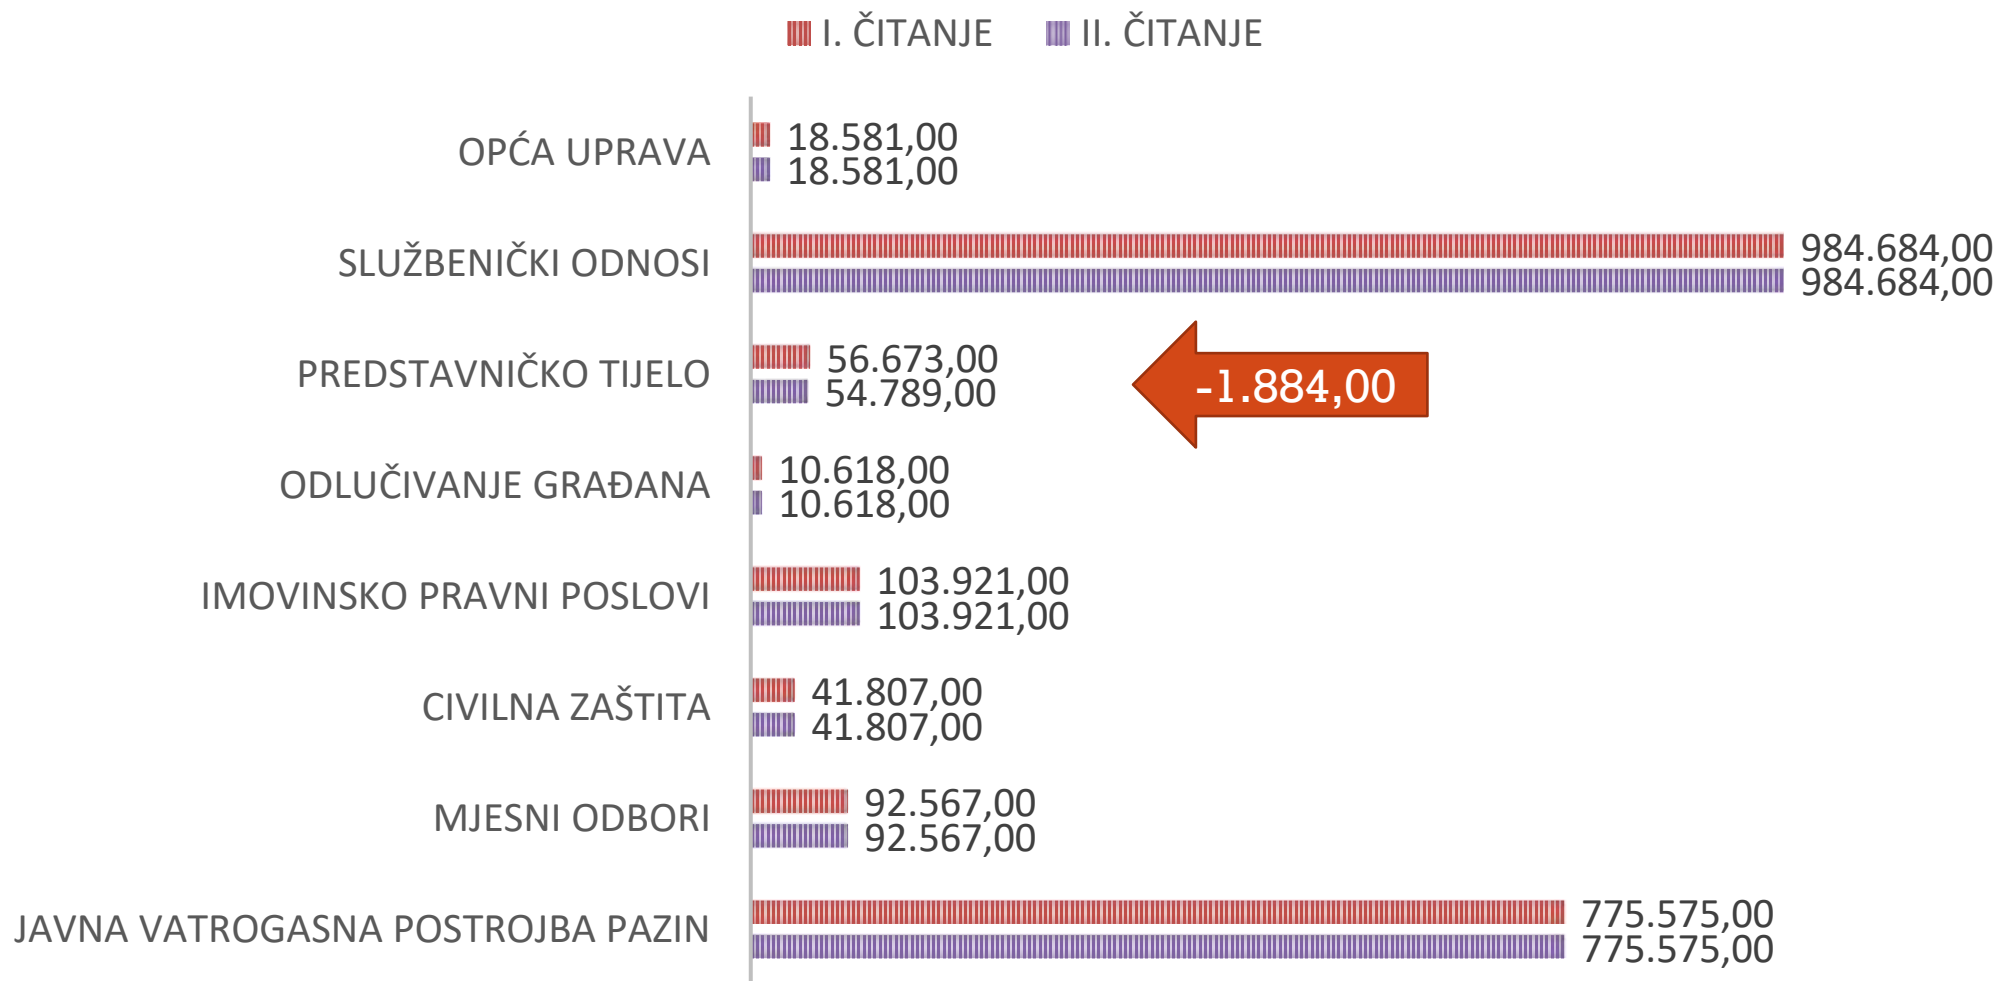 I. ČITANJE II. ČITANJE
OPĆA UPRAVA
18.581,00
18.581,00
SLUŽBENIČKI ODNOSI
984.684,00
984.684,00
PREDSTAVNIČKO TIJELO
56.673,00
54.789,00
-1.884,00
ODLUČIVANJE GRAĐANA
10.618,00
10.618,00
IMOVINSKO PRAVNI POSLOVI
103.921,00
103.921,00
CIVILNA ZAŠTITA
41.807,00
41.807,00
MJESNI ODBORI
92.567,00
92.567,00
JAVNA VATROGASNA POSTROJBA PAZIN
775.575,00
775.575,00